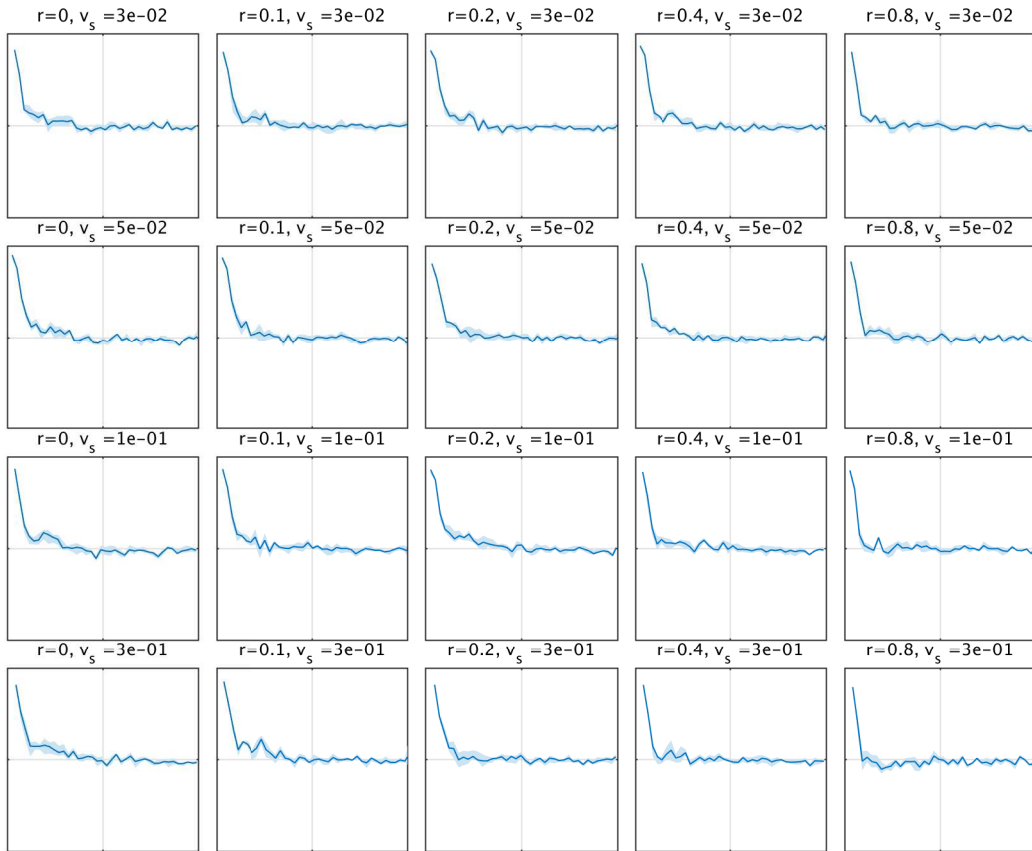 r=0, v_s =3e-02
r=0.1, v_s =3e-02
r=0.2, v_s =3e-02
r=0.4, v_s =3e-02
r=0.8, v_s =3e-02
r=0, v_s =5e-02
r=0.1, v_s =5e-02
r=0.2, v_s =5e-02
r=0.4, v_s =5e-02
r=0.8, v_s =5e-02
r=0, v_s =1e-01
r=0.1, v_s =1e-01
r=0.2, v_s =1e-01
r=0.4, v_s =1e-01
r=0.8, v_s =1e-01
r=0, v_s =3e-01
r=0.1, v_s =3e-01
r=0.2, v_s =3e-01
r=0.4, v_s =3e-01
r=0.8, v_s =3e-01